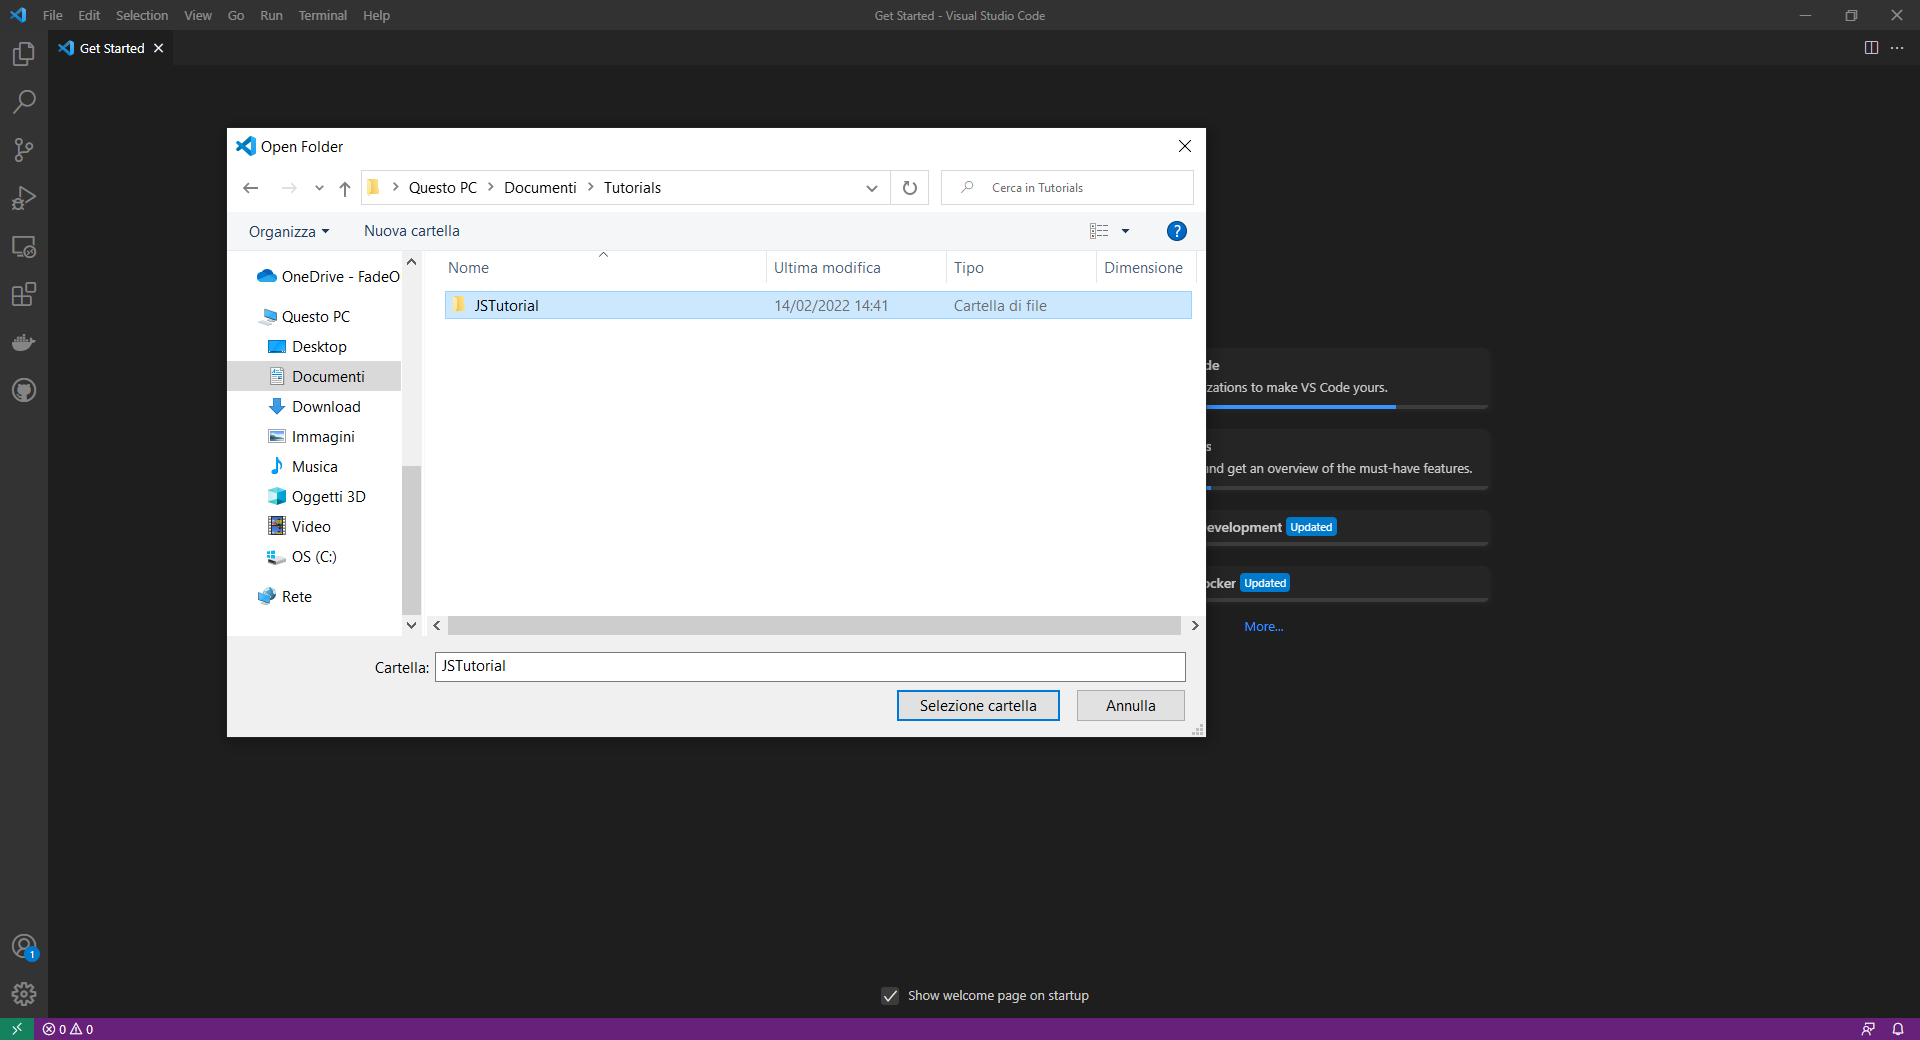 File Edit Selection View Go Run Terminal Help
Get Started - Visual Studio Code
Get Started
Open Folder
Questo PC Documenti Tutorials
Cerca in Tutorials
Organizza Nuova cartella
?
OneDrive - FadeO
Questo PC
Desktop
Documenti
Download
Immagini
Musica
Oggetti 3D
Video
OS (C:)
Rete
Nome Ultima modifica Tipo Dimensione
JSTutorial 14/02/2022 14:41 Cartella di file
Cartella: JSTutorial
Selezione cartella Annulla
de
zations to make VS Code yours.
s
and get an overview of the must-have features.
evelopment Updated
ocker Updated
More...
1
Show welcome page on startup
0 0